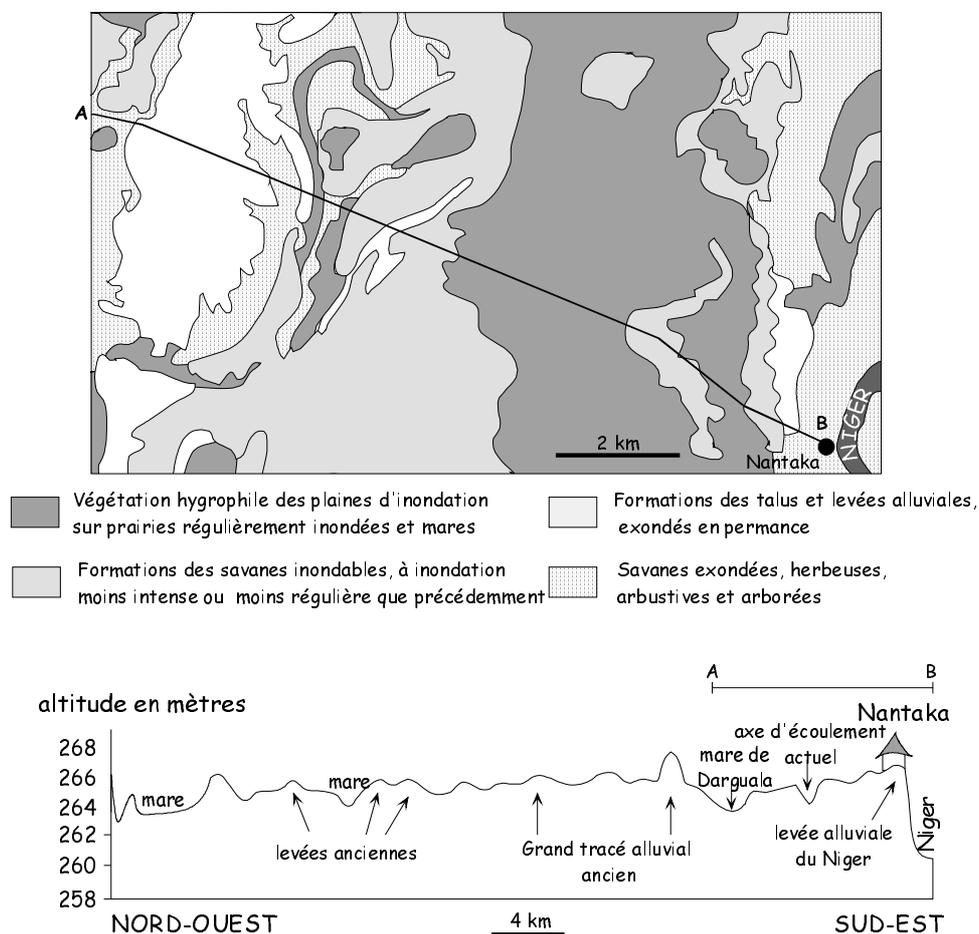 A
2 km
B
NIGER
Nantaka
Végétation hygrophile des plaines d'inondation
sur prairies régulièrement inondées et mares
Formations des talus et levées alluviales,
exondés en permance
Formations des savanes inondables, à inondation
moins intense ou moins régulière que précédemment
Savanes exondées, herbeuses,
arbustives et arborées
A
B
altitude en mètres
Nantaka
axe d'écoulement
actuel
mare de
Darguala
268
266
264
262
260
258
mare
mare
levées anciennes
Grand tracé alluvial
ancien
levée alluviale
du Niger
Niger
NORD-OUEST
4 km
SUD-EST